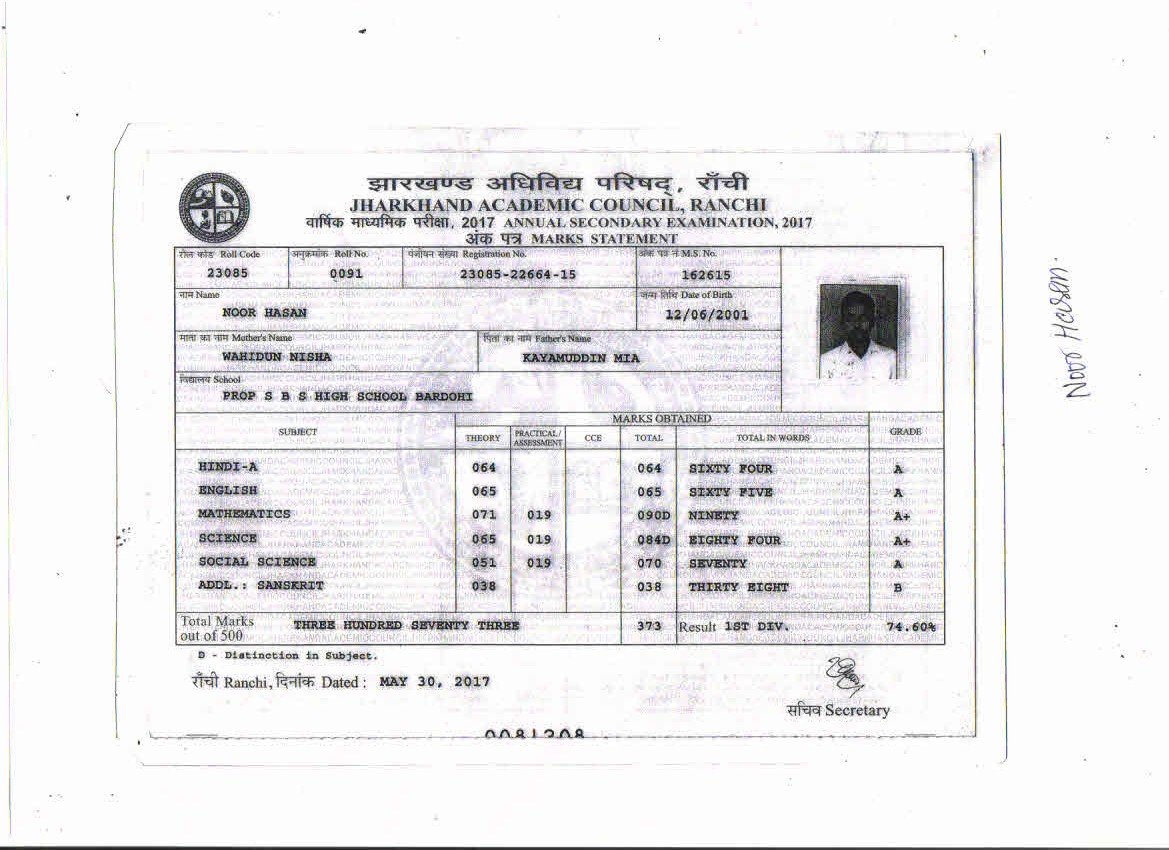 झारखण्ड अधिविद्य परिषद्, राँची
JHARKHAND ACADEMIC COUNCIL, RANCHI
वार्षिक माध्यमिक परीक्षा, 2017 ANNUAL SECONDARY EXAMINATION, 2017
अंक पत्र MARKS STATEMENT
रोल कोड Roll Code अनुक्रमांक Roll No. पंजीयन संख्या Registration No. अंक पत्र नं M.S. No.
23085 0091 23085-22664-15 162615
नाम Name जन्म तिथि Date of Birth
NOOR HASAN 12/06/2001
माता का नाम Mother's Name पिता का नाम Father's Name
WAHIDUN NISHA KAYAMUDDIN MIA
विद्यालय School
PROP S B S HIGH SCHOOL BARDOHI
SUBJECT MARKS OBTAINED GRADE
THEORY PRACTICAL/ ASSESSMENT CCE TOTAL TOTAL IN WORDS
HINDI-A 064 064 SIXTY FOUR A
ENGLISH 065 065 SIXTY FIVE A
MATHEMATICS 071 019 090D NINETY A+
SCIENCE 065 019 084D EIGHTY FOUR A+
SOCIAL SCIENCE 051 019 070 SEVENTY A
ADDL.: SANSKRIT 038 038 THIRTY EIGHT B
Total Marks out of 500 THREE HUNDRED SEVENTY THREE 373 Result 1ST DIV. 74.60%
D - Distinction in Subject.
राँची Ranchi, दिनांक Dated : MAY 30, 2017
सचिव Secretary
Noor Hasan.